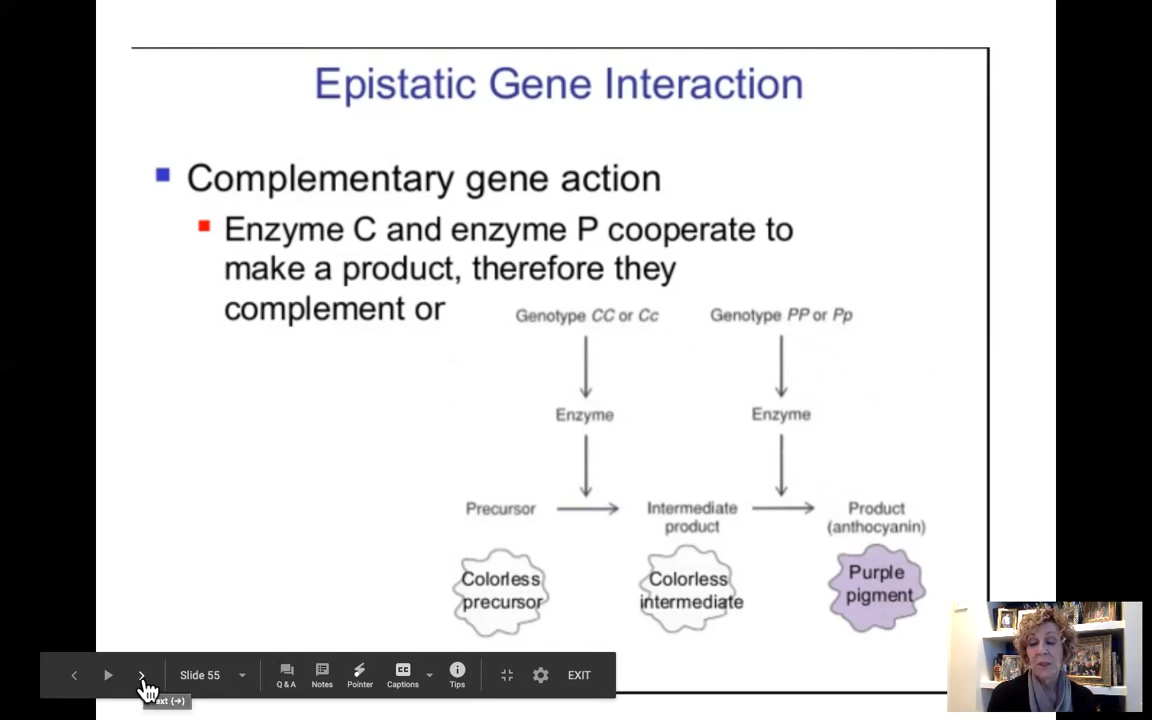 Epistatic Gene Interaction
Complementary gene action
Enzyme C and enzyme P cooperate to
make a product, therefore they
complement or
Genotype CC or Cc
Genotype PP or Pp
Enzyme
Enzyme
Precursor
Intermediate
product
Product
(anthocyanin)
Colorless
precursor
Colorless
intermediate
Purple
pigment
Slide 55
Q & A
Notes
Pointer
Captions
Tips
EXIT
(→)